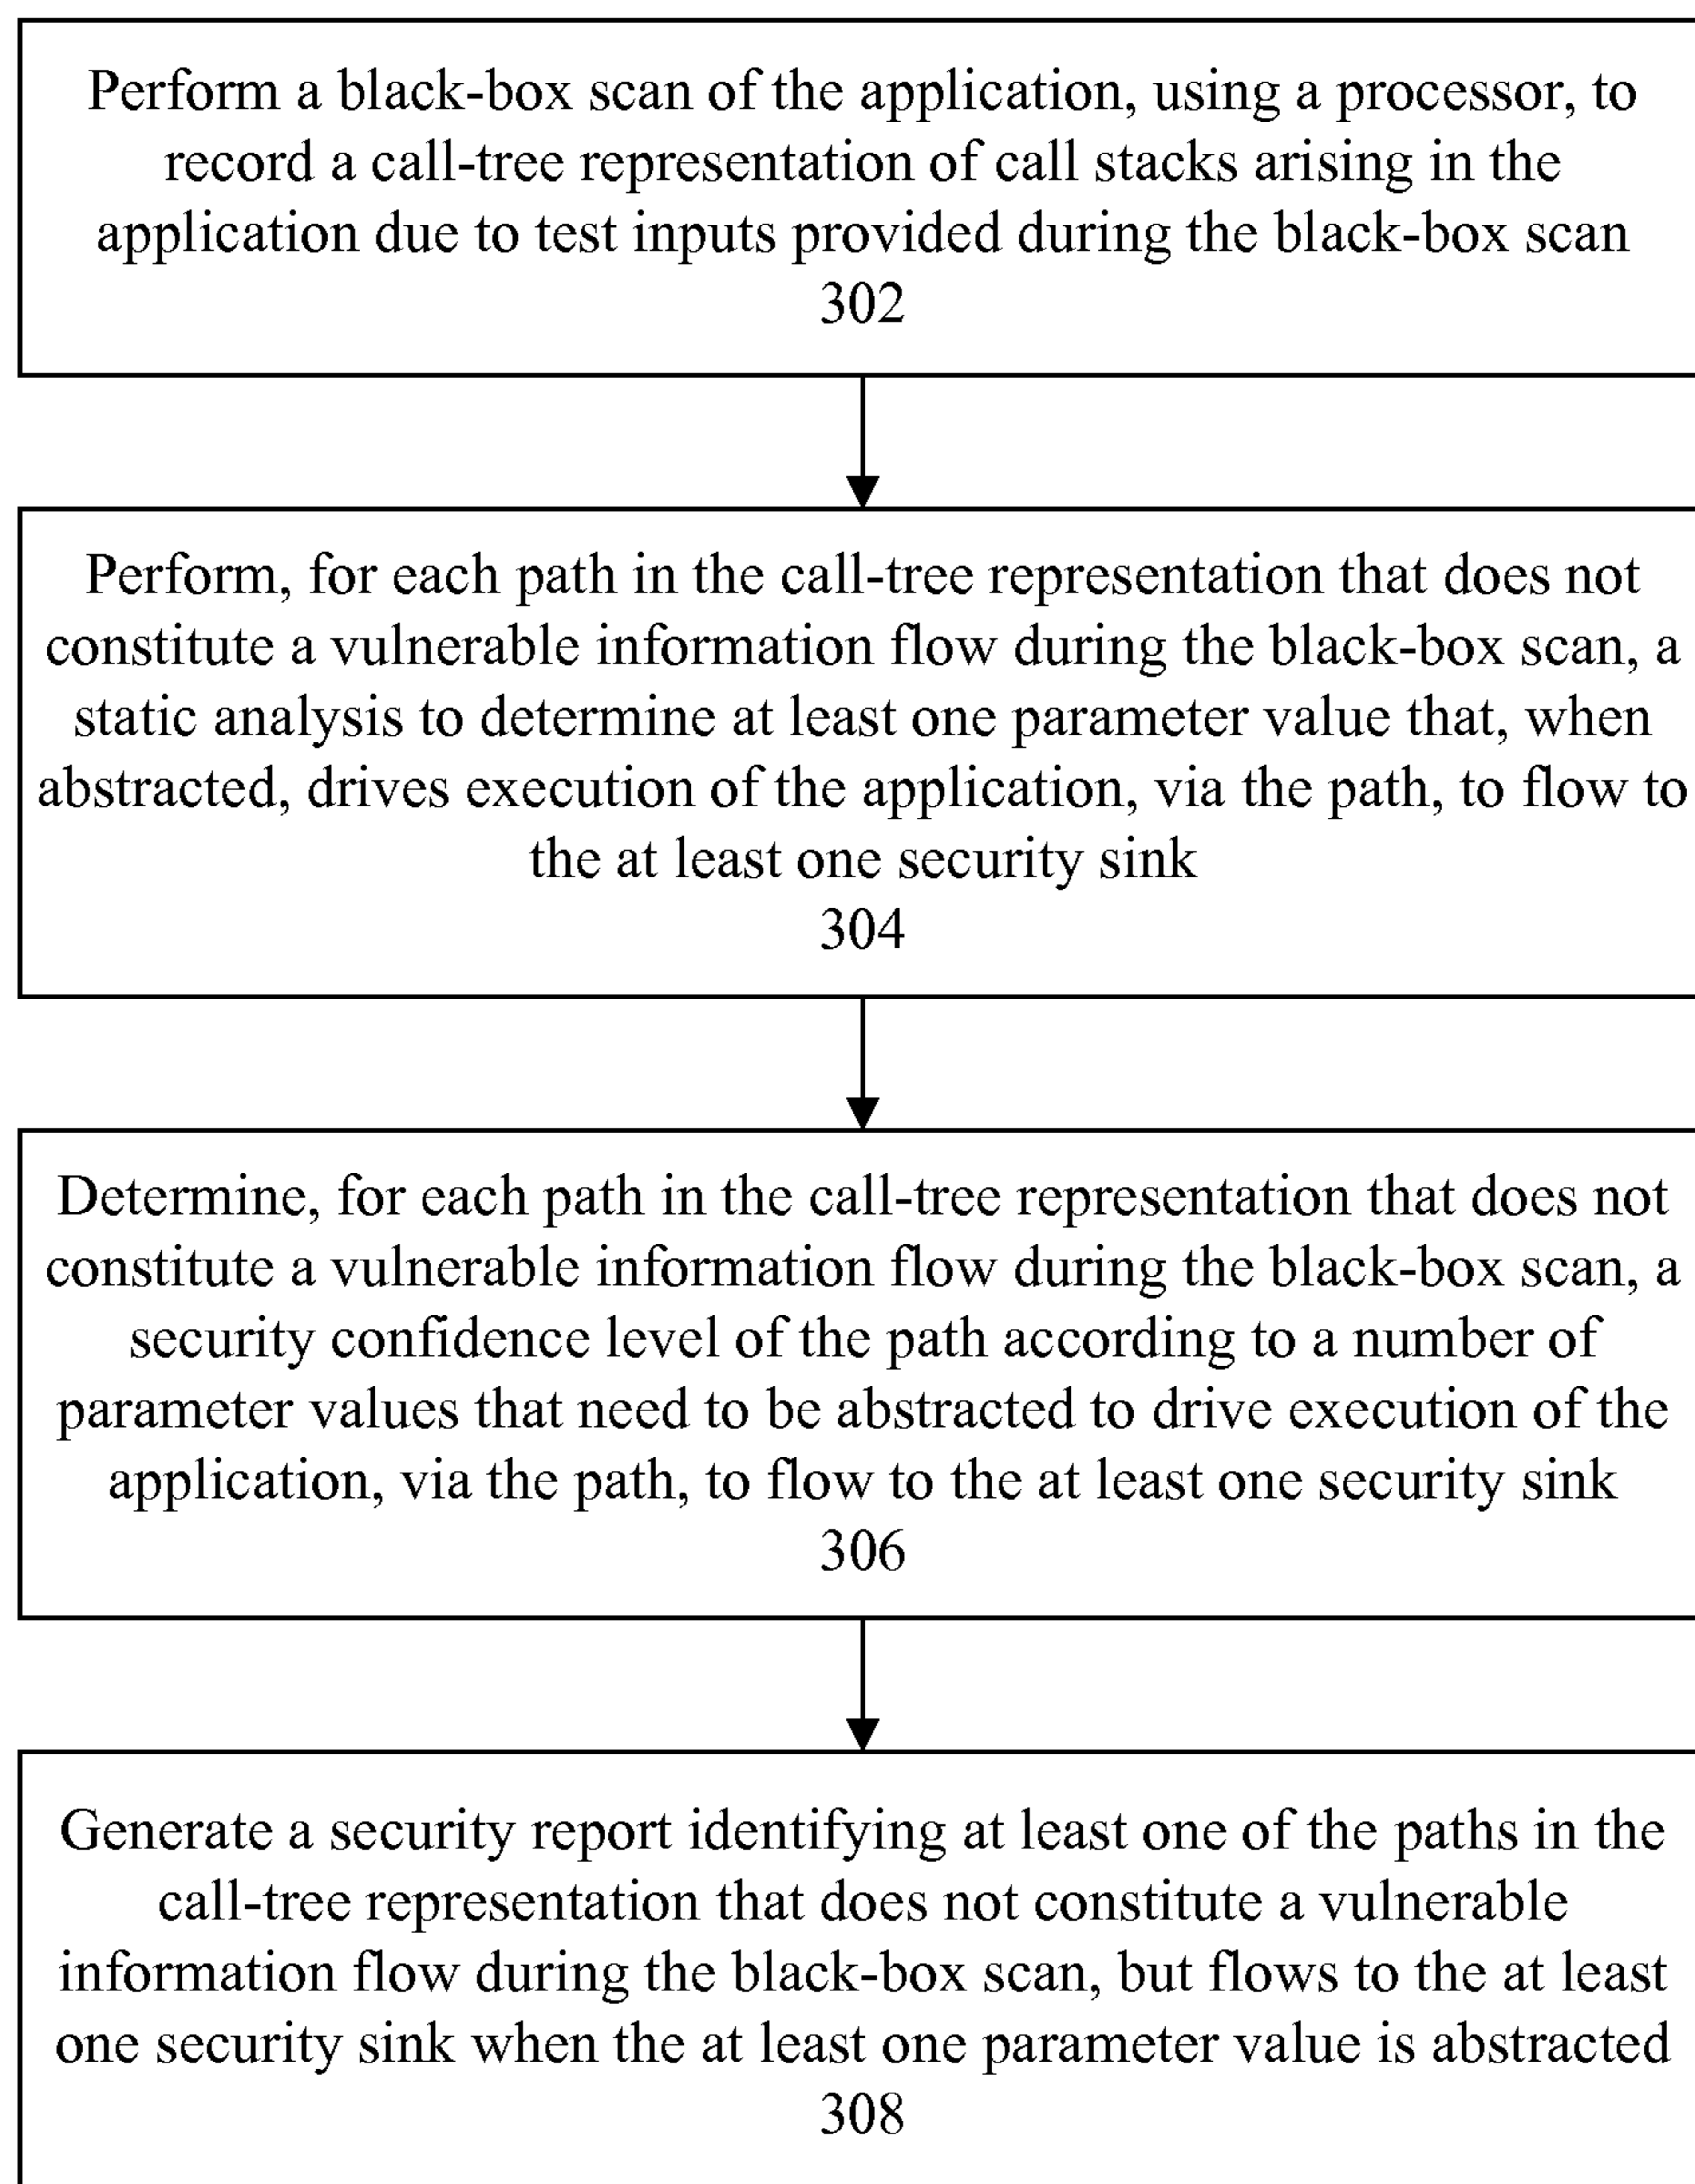 Perform a black-box scan of the application, using a processor, to
record a call-tree representation of call stacks arising in the
application due to test inputs provided during the black-box scan
302
Perform, for each path in the call-tree representation that does not
constitute a vulnerable information flow during the black-box scan, a
static analysis to determine at least one parameter value that, when
abstracted, drives execution of the application, via the path, to flow to
the at least one security sink
304
Determine, for each path in the call-tree representation that does not
constitute a vulnerable information flow during the black-box scan, a
security confidence level of the path according to a number of
parameter values that need to be abstracted to drive execution of the
application, via the path, to flow to the at least one security sink
306
Generate a security report identifying at least one of the paths in the
call-tree representation that does not constitute a vulnerable
information flow during the black-box scan, but flows to the at least
one security sink when the at least one parameter value is abstracted
308